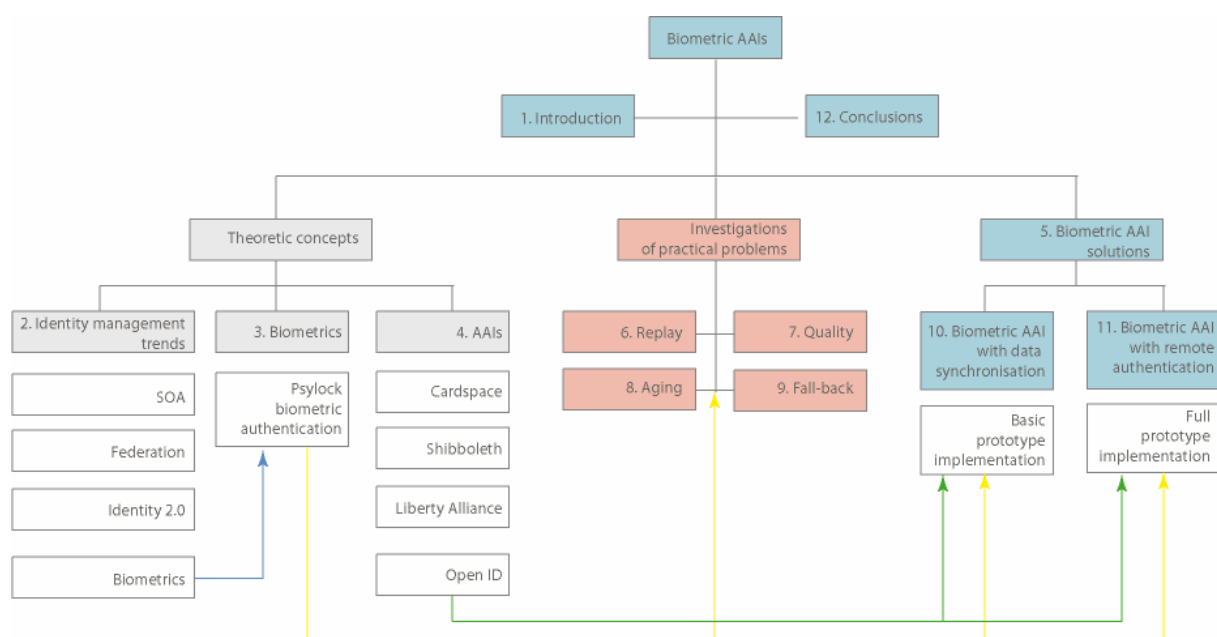 Biometric AAIs
1. Introduction
12. Conclusions
Theoretic concepts
Investigations
of practical problems
5. Biometric AAI
solutions
2. Identity management
trends
3. Biometrics
4. AAIs
6. Replay
7. Quality
8. Aging
9. Fall-back
10. Biometric AAI
with data
synchronisation
11. Biometric AAI
with remote
authentication
SOA
Federation
Identity 2.0
Biometrics
Psylock
biometric
authentication
Cardspace
Shibboleth
Liberty Alliance
Open ID
Basic
prototype
implementation
Full
prototype
implementation